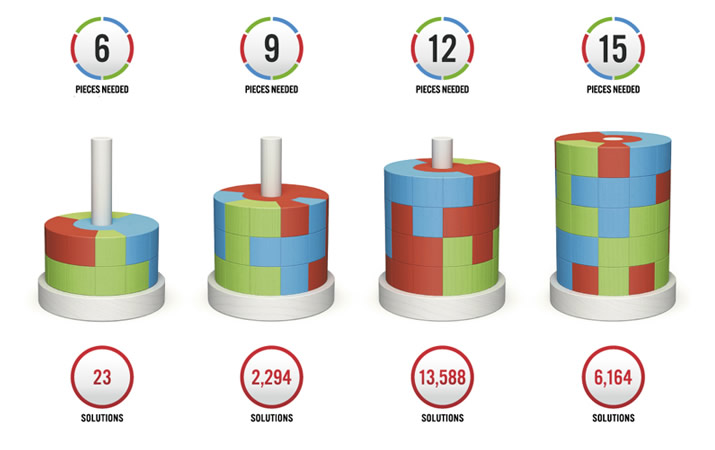 6 9 12 15
PIECES NEEDED PIECES NEEDED PIECES NEEDED PIECES NEEDED
23 2,294 13,588 6,164
SOLUTIONS SOLUTIONS SOLUTIONS SOLUTIONS